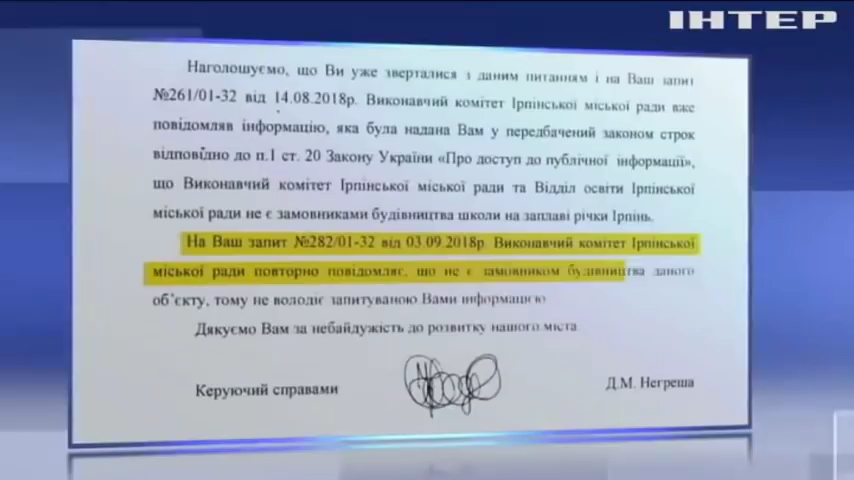 ІНТЕР
Наголошуємо, що Ви уже зверталися з даним питанням і на Ваш запит
№261/01-32 від 14.08.2018р. Виконавчий комітет Ірпінської міської ради вже
повідомляв інформацію, яка була надана Вам у передбачений законом строк
відповідно до п.1 ст. 20 Закону України «Про доступ до публічної інформації»,
що Виконавчий комітет Ірпінської міської ради та Відділ освіти Ірпінської
міської ради не є замовниками будівництва школи на заплаві річки Ірпінь.
На Ваш запит №282/01-32 від 03.09.2018р. Виконавчий комітет Ірпінської
міської ради повторно повідомляє, що не є замовником будівництва даного
об'єкту, тому не володіє запитуваною Вами інформацією
Дякуємо Вам за небайдужість до розвитку нашого міста
Керуючий справами
Д.М. Негреша